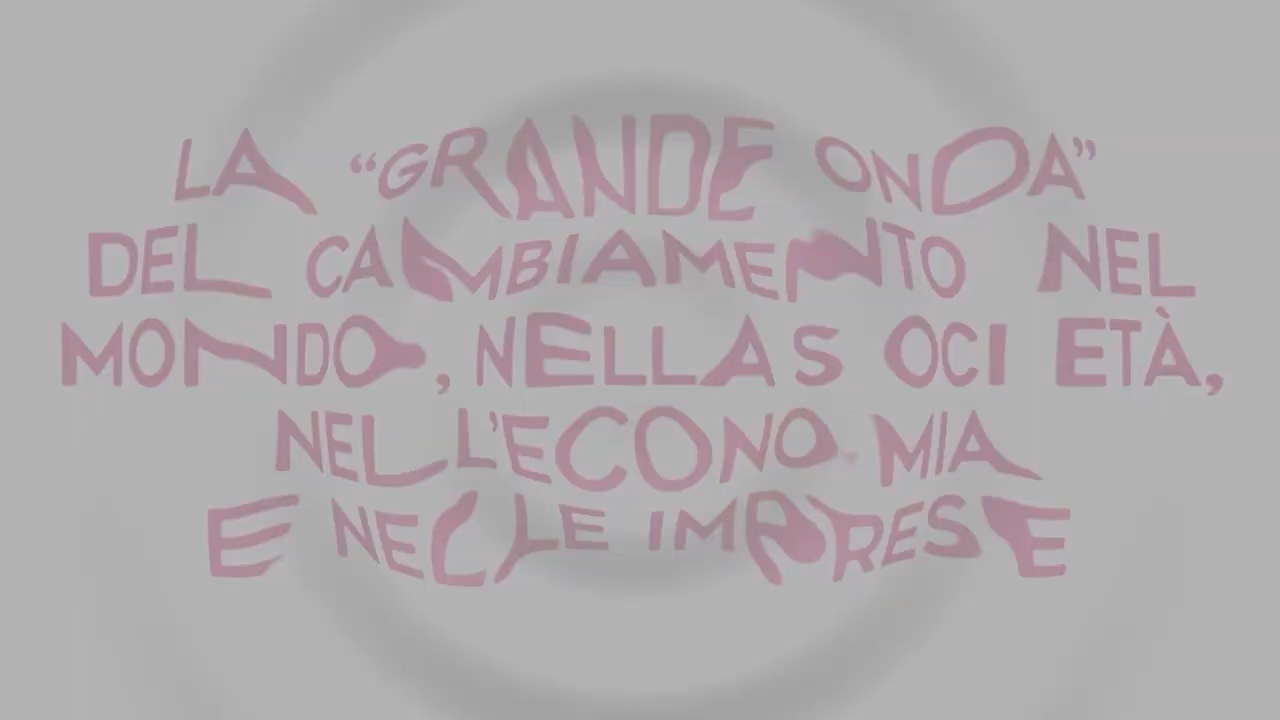 LA “GRANDE ONDA”
DEL CAMBIAMENTO NEL
MONDO, NELLA SOCIETÀ,
NELL’ECONOMIA
E NELLE IMPRESE